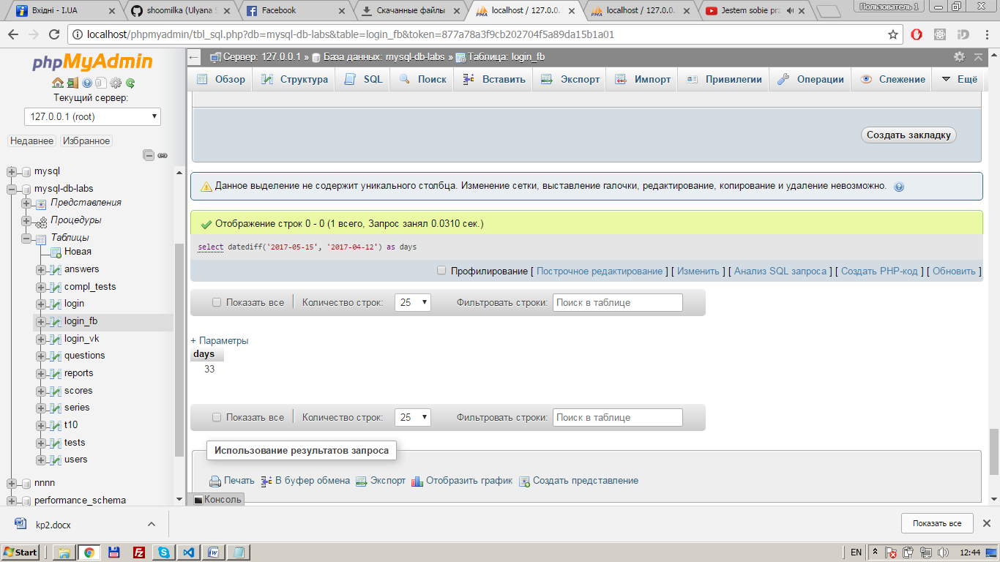 Вхідні - I.UA
shoomilka (Ulyana S
Facebook
Скачанные файлы
localhost / 127.0.0.
localhost / 127.0.0.
Jestem sobie prz
Пользователь 1
localhost/phpmyadmin/tbl_sql.php?db=mysql-db-labs&table=login_fb&token=877a78a3f9cb202704f5a89da15b1a01
phpMyAdmin
Текущий сервер:
127.0.0.1 (root)
Недавнее Избранное
mysql
mysql-db-labs
Представления
Процедуры
Таблицы
Новая
answers
compl_tests
login
login_fb
login_vk
questions
reports
scores
series
t10
tests
users
nnnn
performance_schema
Сервер: 127.0.0.1 » База данных: mysql-db-labs » Таблица: login_fb
Обзор Структура SQL Поиск Вставить Экспорт Импорт Привилегии Операции Слежение Ещё
Создать закладку
Данное выделение не содержит уникального столбца. Изменение сетки, выставление галочки, редактирование, копирование и удаление невозможно.
Отображение строк 0 - 0 (1 всего, Запрос занял 0.0310 сек.)
select datediff('2017-05-15', '2017-04-12') as days
Профилирование [ Построчное редактирование ] [ Изменить ] [ Анализ SQL запроса ] [ Создать PHP-код ] [ Обновить ]
Показать все Количество строк: 25 Фильтровать строки: Поиск в таблице
+ Параметры
days
33
Показать все Количество строк: 25 Фильтровать строки: Поиск в таблице
Использование результатов запроса
Печать В буфер обмена Экспорт Отобразить график Создать представление
Консоль
kp2.docx
Показать все
Start
EN
12:44